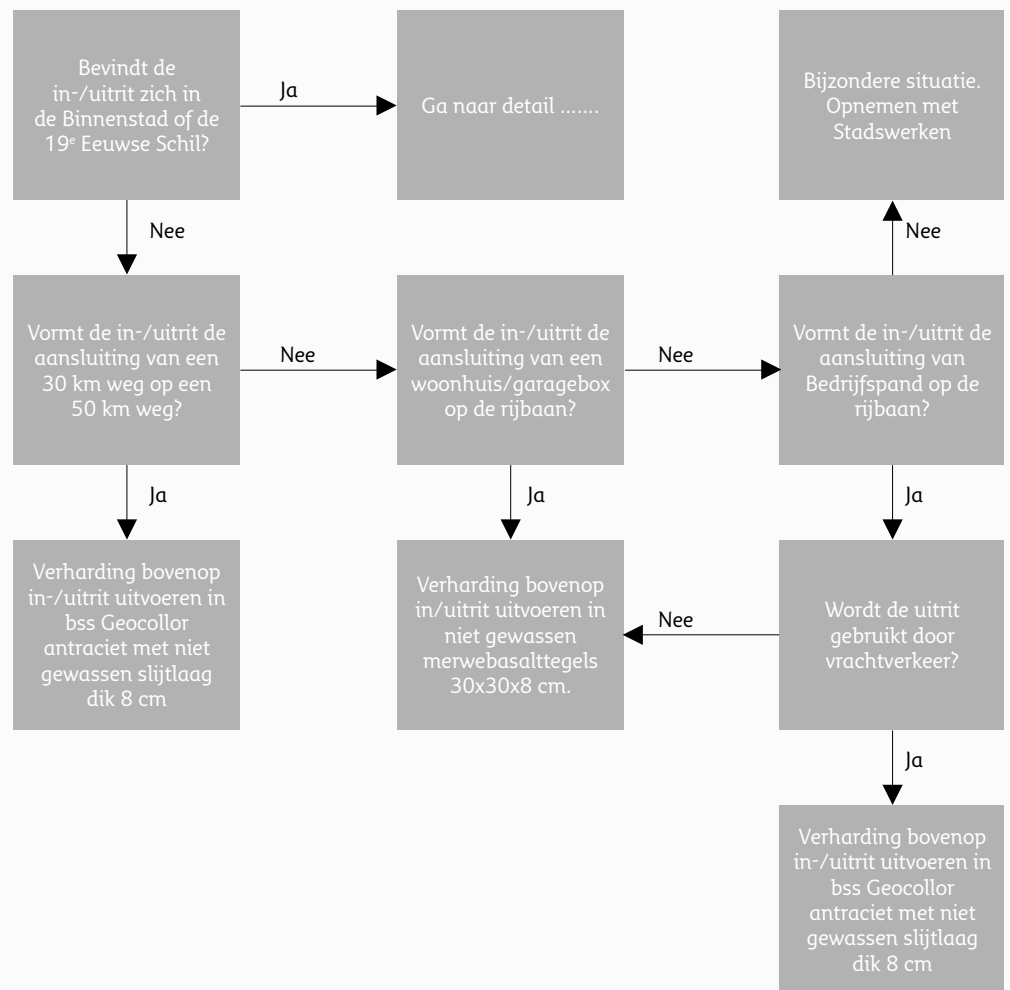 Bevindt de
in-/uitrit zich in
de Binnenstad of de
19e Eeuwse Schil?
Ja
Ga naar detail .......
Bijzondere situatie.
Opnemen met
Stadswerken
Nee
Nee
Vormt de in-/uitrit de
aansluiting van een
30 km weg op een
50 km weg?
Nee
Vormt de in-/uitrit de
aansluiting van een
woonhuis/garagebox
op de rijbaan?
Nee
Vormt de in-/uitrit de
aansluiting van
Bedrijfspand op de
rijbaan?
Ja
Ja
Ja
Verharding bovenop
in-/uitrit uitvoeren in
bss Geocollor
antraciet met niet
gewassen slijtlaag
dik 8 cm
Verharding bovenop
in/uitrit uitvoeren in
niet gewassen
merwebasalttegels
30x30x8 cm.
Nee
Wordt de uitrit
gebruikt door
vrachtverkeer?
Ja
Verharding bovenop
in-/uitrit uitvoeren in
bss Geocollor
antraciet met niet
gewassen slijtlaag
dik 8 cm